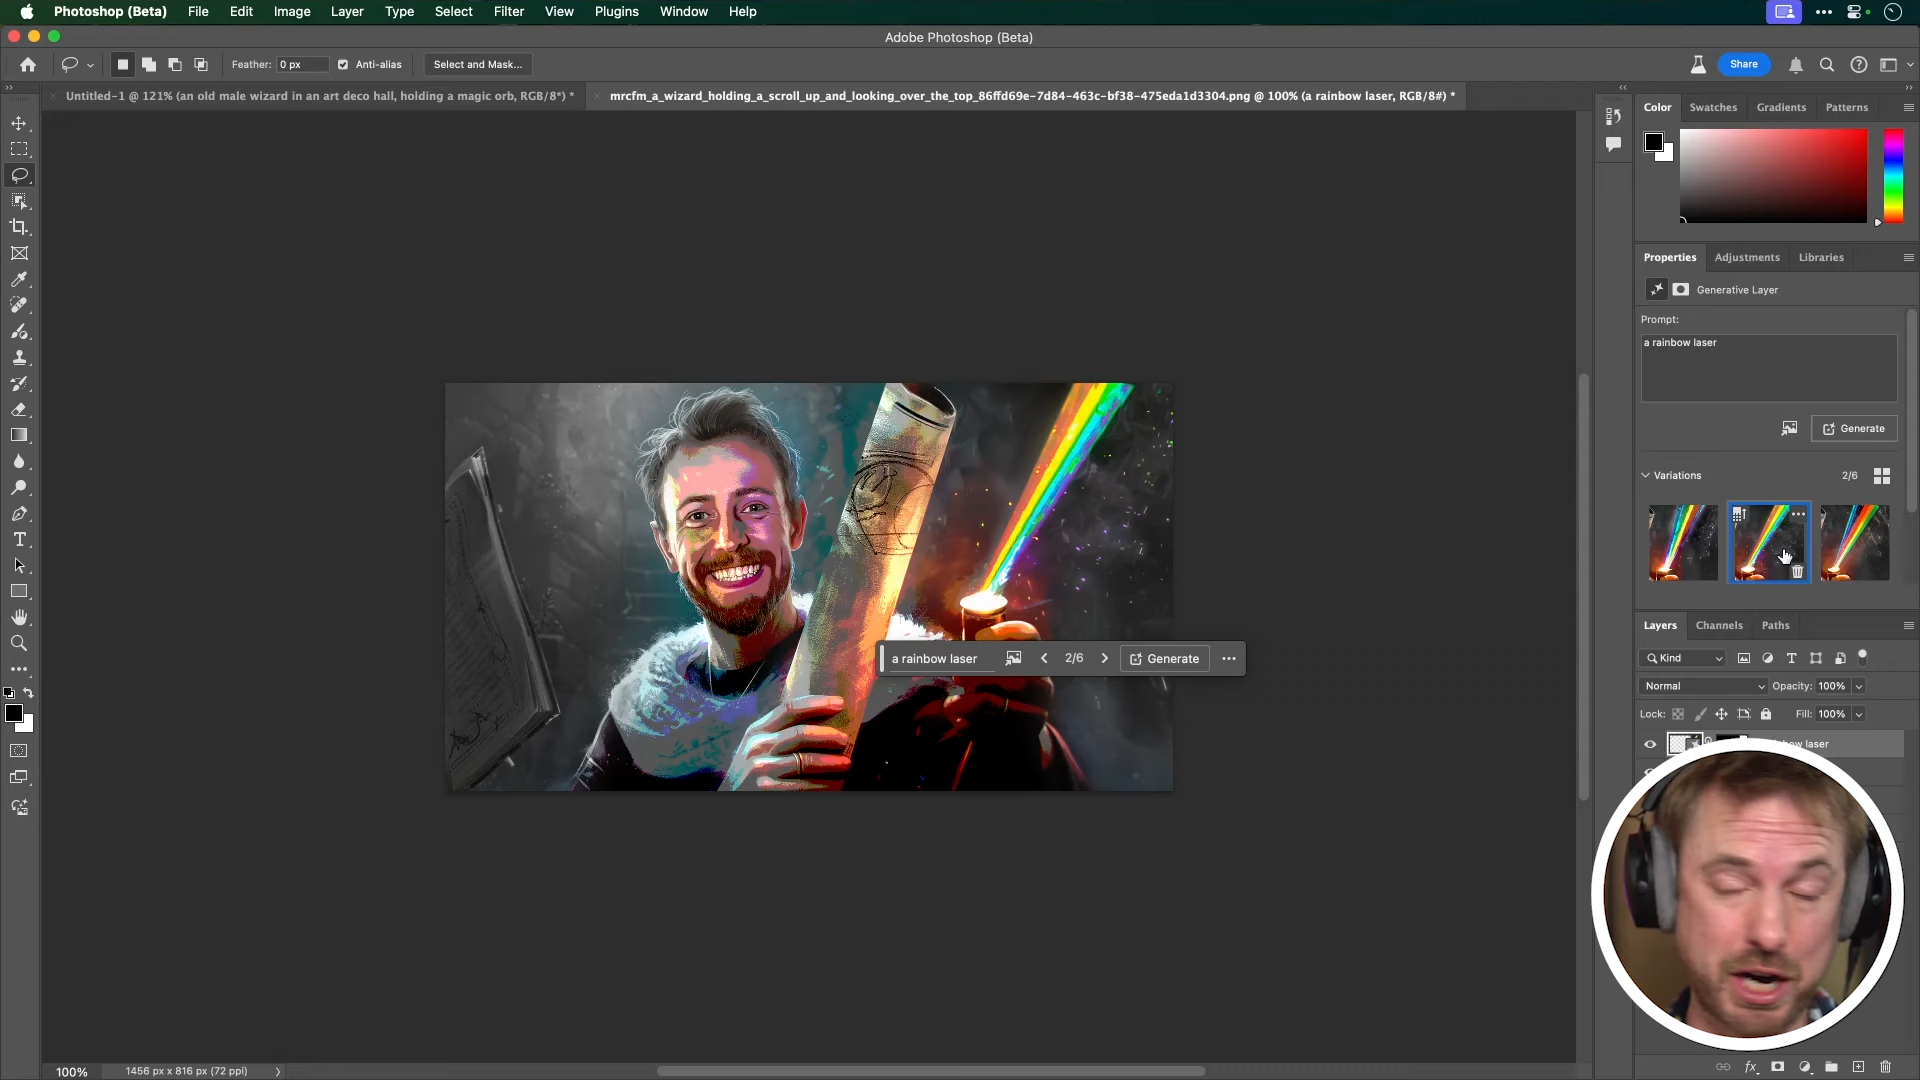 Photoshop (Beta) File Edit Image Layer Type Select Filter View Plugins Window Help
Adobe Photoshop (Beta)
Feather: 0 px Anti-alias Select and Mask... Share
Untitled-1 @ 121% (an old male wizard in an art deco hall, holding a magic orb, RGB/8*) *
mrcfm_a_wizard_holding_a_scroll_up_and_looking_over_the_top_86ffd69e-7d84-463c-bf38-475eda1d3304.png @ 100% (a rainbow laser, RGB/8#) *
Color Swatches Gradients Patterns
Properties Adjustments Libraries
Generative Layer
Prompt:
a rainbow laser
Generate
Variations 2/6
a rainbow laser 2/6 Generate
Layers Channels Paths
Kind
Normal Opacity: 100%
Lock: Fill: 100%
laser
100% 1456 px x 816 px (72 ppi)